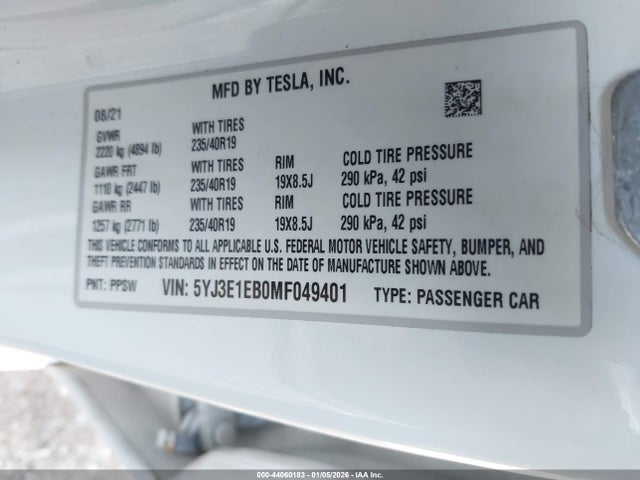 MFD BY TESLA, INC.
08/21
GVWR WITH TIRES
2220 kg (4894 lb) 235/40R19
GAWR FRT WITH TIRES RIM COLD TIRE PRESSURE
1110 kg (2447 lb) 235/40R19 19X8.5J 290 kPa, 42 psi
GAWR RR WITH TIRES RIM COLD TIRE PRESSURE
1257 kg (2771 lb) 235/40R19 19X8.5J 290 kPa, 42 psi
THIS VEHICLE CONFORMS TO ALL APPLICABLE U.S. FEDERAL MOTOR VEHICLE SAFETY, BUMPER, AND
THEFT PREVENTION STANDARDS IN EFFECT ON THE DATE OF MANUFACTURE SHOWN ABOVE.
PNT: PPSW VIN: 5YJ3E1EB0MF049401 TYPE: PASSENGER CAR
000-44060183 - 01/05/2026 - IAA Inc.